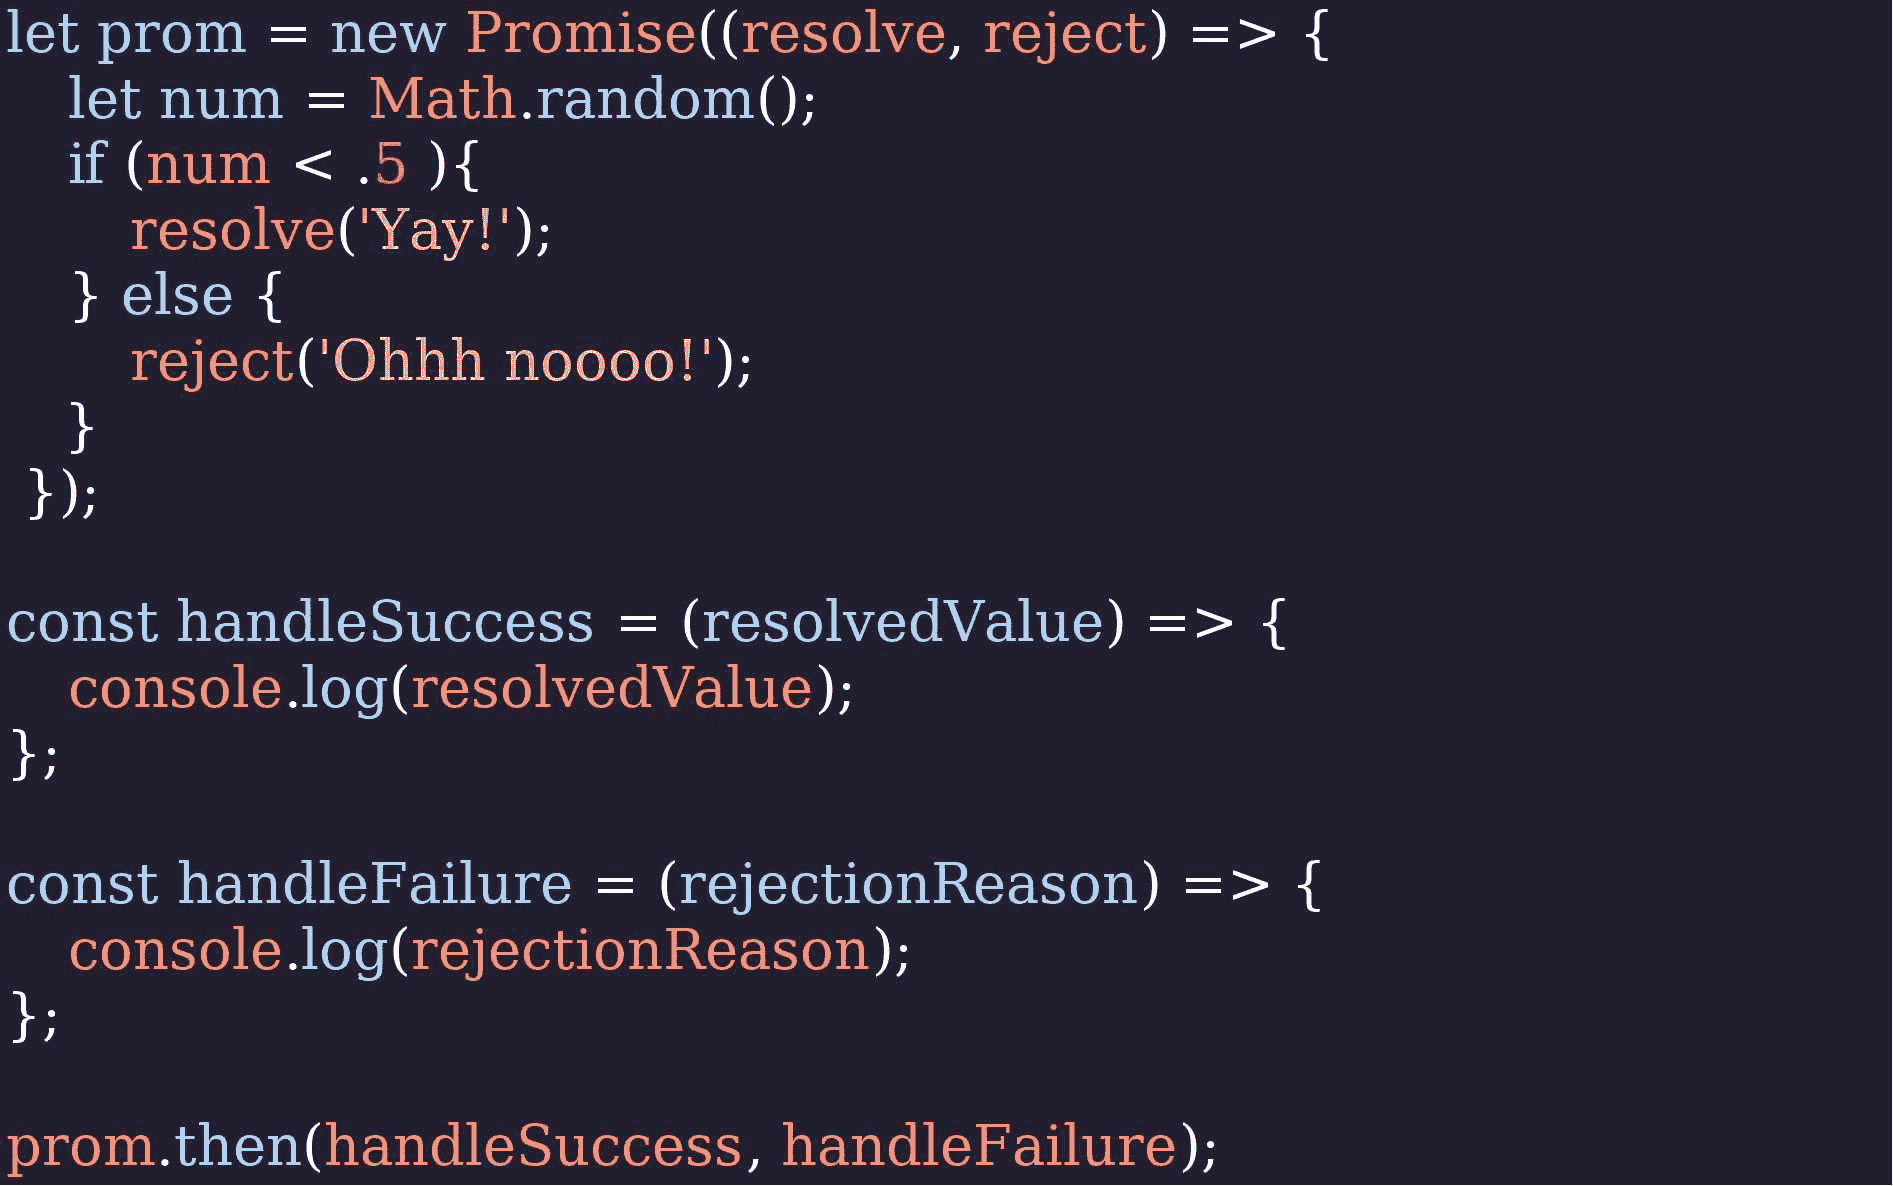 let prom = new Promise((resolve, reject) => {
let num = Math.random();
if (num < .5 ){
resolve('Yay!');
} else {
reject('Ohhh noooo!');
}
});
const handleSuccess = (resolvedValue) => {
console.log(resolvedValue);
};
const handleFailure = (rejectionReason) => {
console.log(rejectionReason);
};
prom.then(handleSuccess, handleFailure);